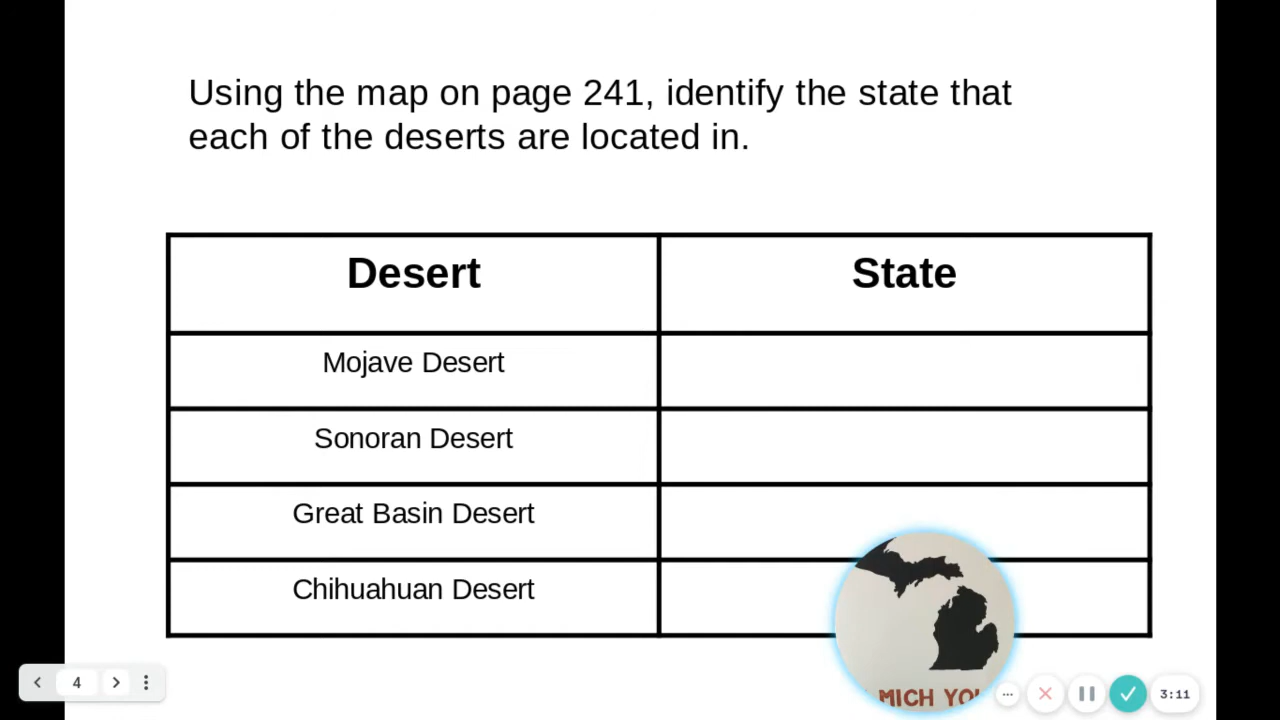 Using the map on page 241, identify the state that
each of the deserts are located in.
Desert State
Mojave Desert
Sonoran Desert
Great Basin Desert
Chihuahuan Desert
MICH YOU
4
3:11